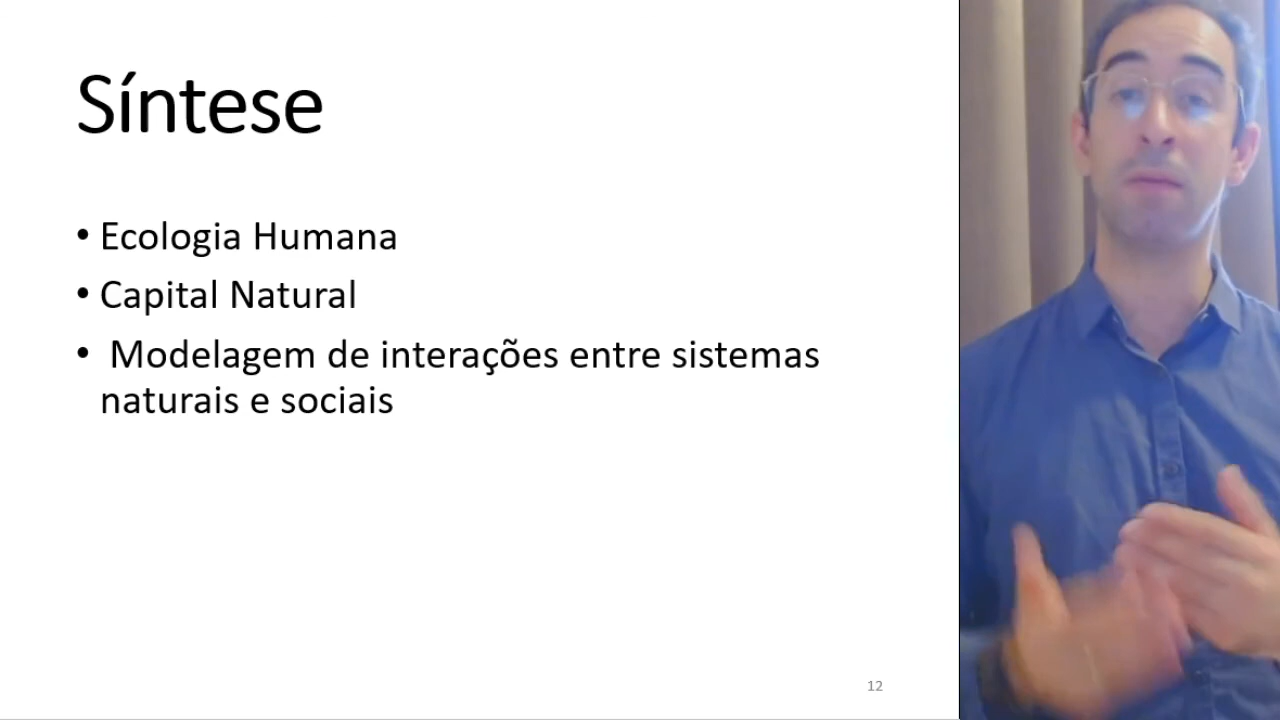 Síntese
• Ecologia Humana
• Capital Natural
• Modelagem de interações entre sistemas
naturais e sociais
12